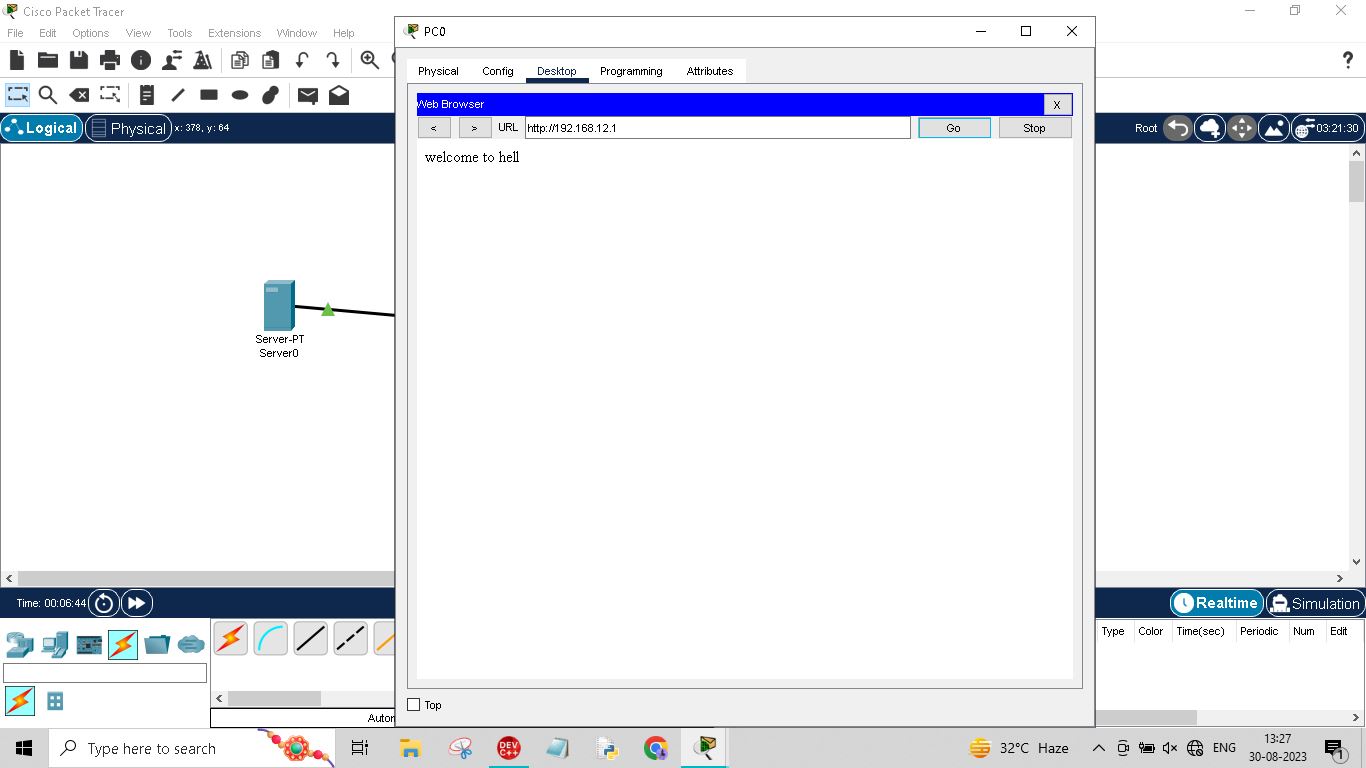 Cisco Packet Tracer
File Edit Options View Tools Extensions Window Help
PC0
Physical Config Desktop Programming Attributes
Web Browser X
< > URL http://192.168.12.1 Go Stop
welcome to hell
Logical Physical x: 378, y: 64
Root 03:21:30
Server-PT
Server0
Time: 00:06:44
Realtime Simulation
Type Color Time(sec) Periodic Num Edit
Top
Type here to search
DEV
C++
32°C Haze
ENG
13:27
30-08-2023
1